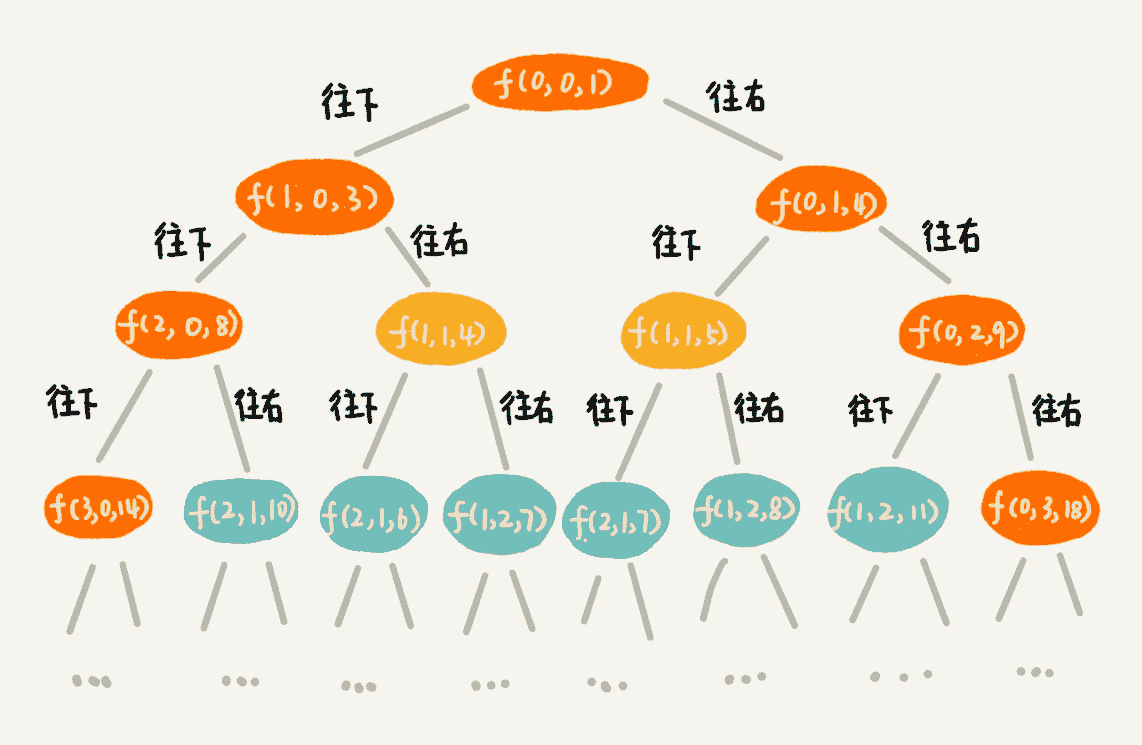 f(0,0,1)
往下
往右
f(1,0,3)
f(0,1,4)
往下
往右
往下
往右
f(2,0,8)
f(1,1,4)
f(1,1,5)
f(0,2,9)
往下
往右
往下
往右
往下
往右
往下
往右
f(3,0,14)
f(2,1,10)
f(2,1,6)
f(1,2,7)
f(2,1,7)
f(1,2,8)
f(1,2,11)
f(0,3,18)
...
...
...
...
...
...
...
...